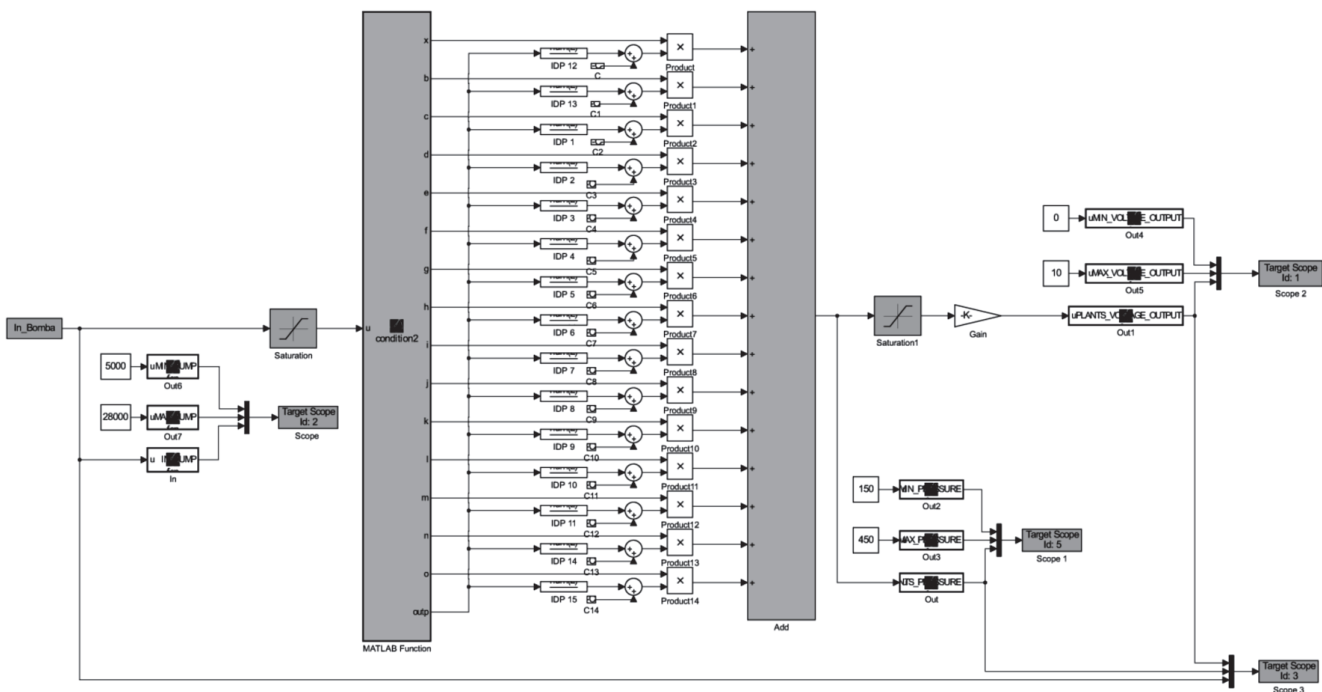 In_Bomba
Saturation
5000
Out6
28000
Out7
In
Target Scope
Id: 2
Scope
u
condition2
MATLAB Function
x
b
c
d
e
f
g
h
i
j
k
l
m
n
o
outp
IDP 12
C
Product
IDP 13
C1
Product1
IDP 1
C2
Product2
IDP 2
C3
Product3
IDP 3
C4
Product4
IDP 4
C5
Product5
IDP 5
C6
Product6
IDP 6
C7
Product7
IDP 7
C8
Product8
IDP 8
C9
Product9
IDP 9
C10
Product10
IDP 10
C11
Product11
IDP 11
C12
Product12
IDP 14
C13
Product13
IDP 15
C14
Product14
Add
Saturation1
-K-
Gain
0
Out4
10
Out5
Out1
Target Scope
Id: 1
Scope 2
150
Out2
450
Out3
Out
Target Scope
Id: 5
Scope 1
Target Scope
Id: 3
Scope 3